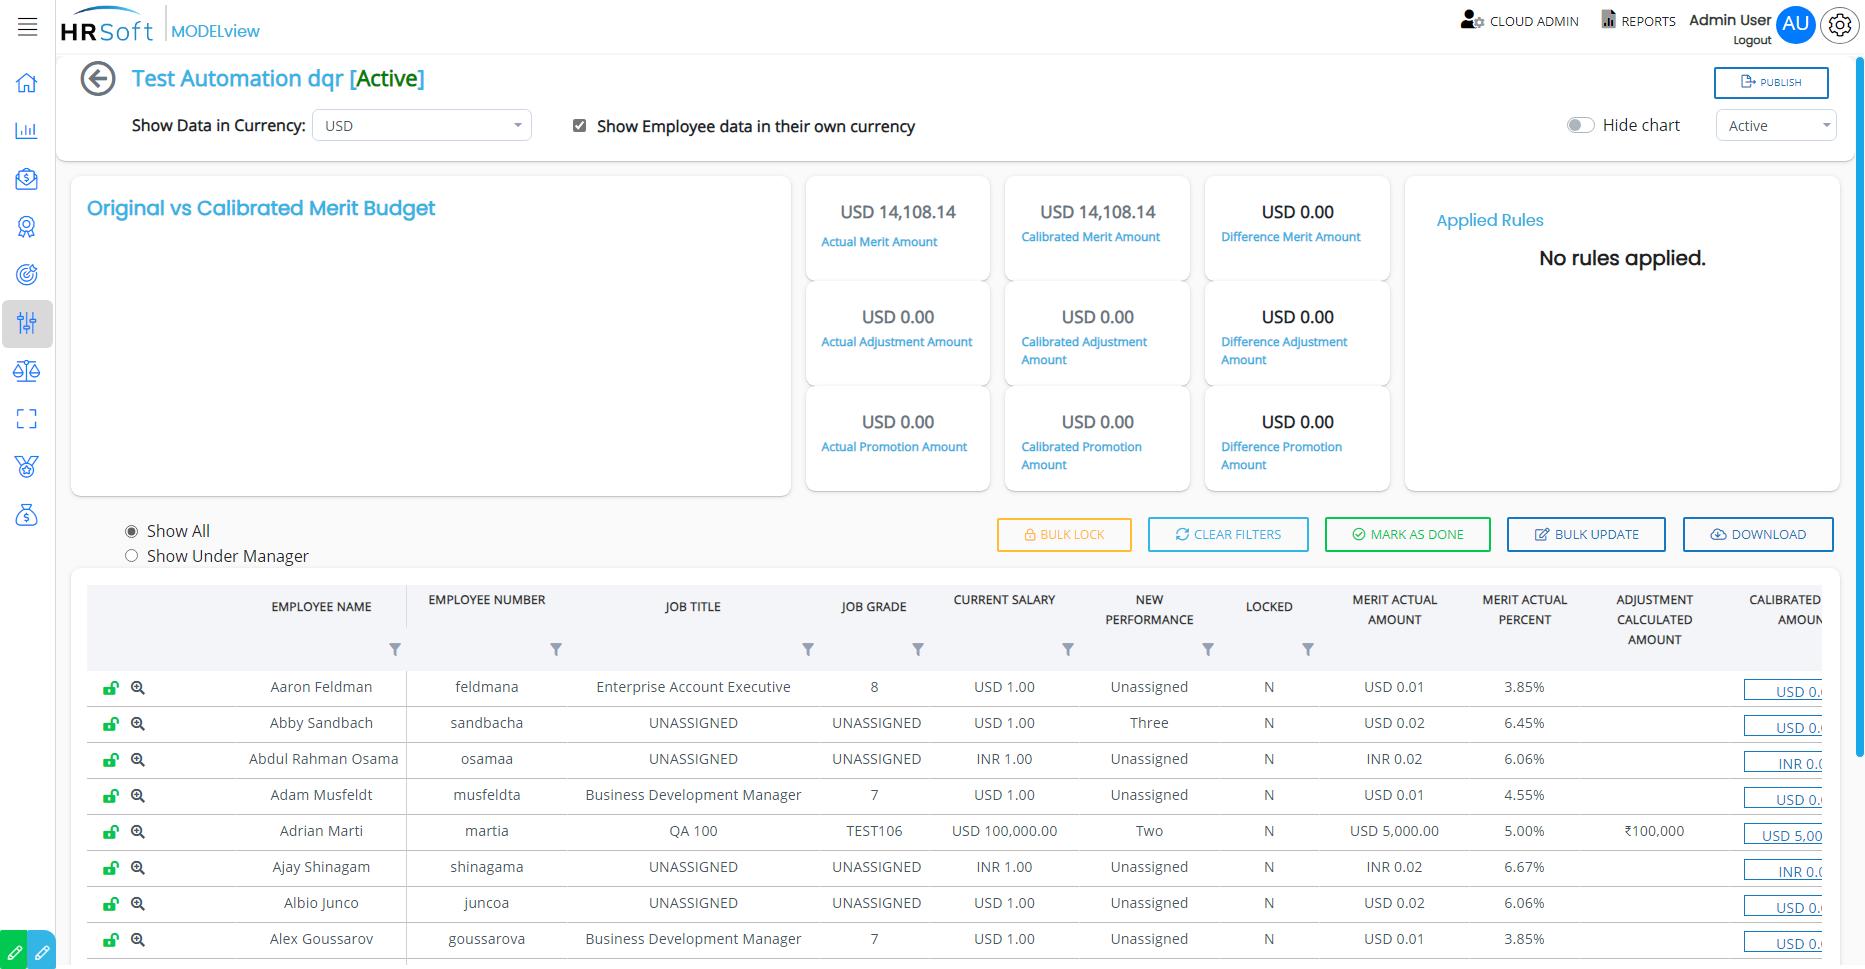 HRSoft
MODELview
CLOUD ADMIN
REPORTS
Admin User
Logout
AU
Test Automation dqr [Active]
PUBLISH
Show Data in Currency:
USD
Show Employee data in their own currency
Hide chart
Active
Original vs Calibrated Merit Budget
USD 14,108.14
Actual Merit Amount
USD 14,108.14
Calibrated Merit Amount
USD 0.00
Difference Merit Amount
USD 0.00
Actual Adjustment Amount
USD 0.00
Calibrated Adjustment
Amount
USD 0.00
Difference Adjustment
Amount
USD 0.00
Actual Promotion Amount
USD 0.00
Calibrated Promotion
Amount
USD 0.00
Difference Promotion
Amount
Applied Rules
No rules applied.
Show All
Show Under Manager
BULK LOCK
CLEAR FILTERS
MARK AS DONE
BULK UPDATE
DOWNLOAD
EMPLOYEE NAME
EMPLOYEE NUMBER
JOB TITLE
JOB GRADE
CURRENT SALARY
NEW
PERFORMANCE
LOCKED
MERIT ACTUAL
AMOUNT
MERIT ACTUAL
PERCENT
ADJUSTMENT
CALCULATED
AMOUNT
CALIBRATED
AMOUN
Aaron Feldman feldmana Enterprise Account Executive 8 USD 1.00 Unassigned N USD 0.01 3.85% USD 0.
Abby Sandbach sandbacha UNASSIGNED UNASSIGNED USD 1.00 Three N USD 0.02 6.45% USD 0.
Abdul Rahman Osama osamaa UNASSIGNED UNASSIGNED INR 1.00 Unassigned N INR 0.02 6.06% INR 0.0
Adam Musfeldt musfeldta Business Development Manager 7 USD 1.00 Unassigned N USD 0.01 4.55% USD 0.
Adrian Marti martia QA 100 TEST106 USD 100,000.00 Two N USD 5,000.00 5.00% ₹100,000 USD 5,00
Ajay Shinagam shinagama UNASSIGNED UNASSIGNED INR 1.00 Unassigned N INR 0.02 6.67% INR 0.0
Albio Junco juncoa UNASSIGNED UNASSIGNED USD 1.00 Unassigned N USD 0.02 6.06% USD 0.
Alex Goussarov goussarova Business Development Manager 7 USD 1.00 Unassigned N USD 0.01 3.85% USD 0.